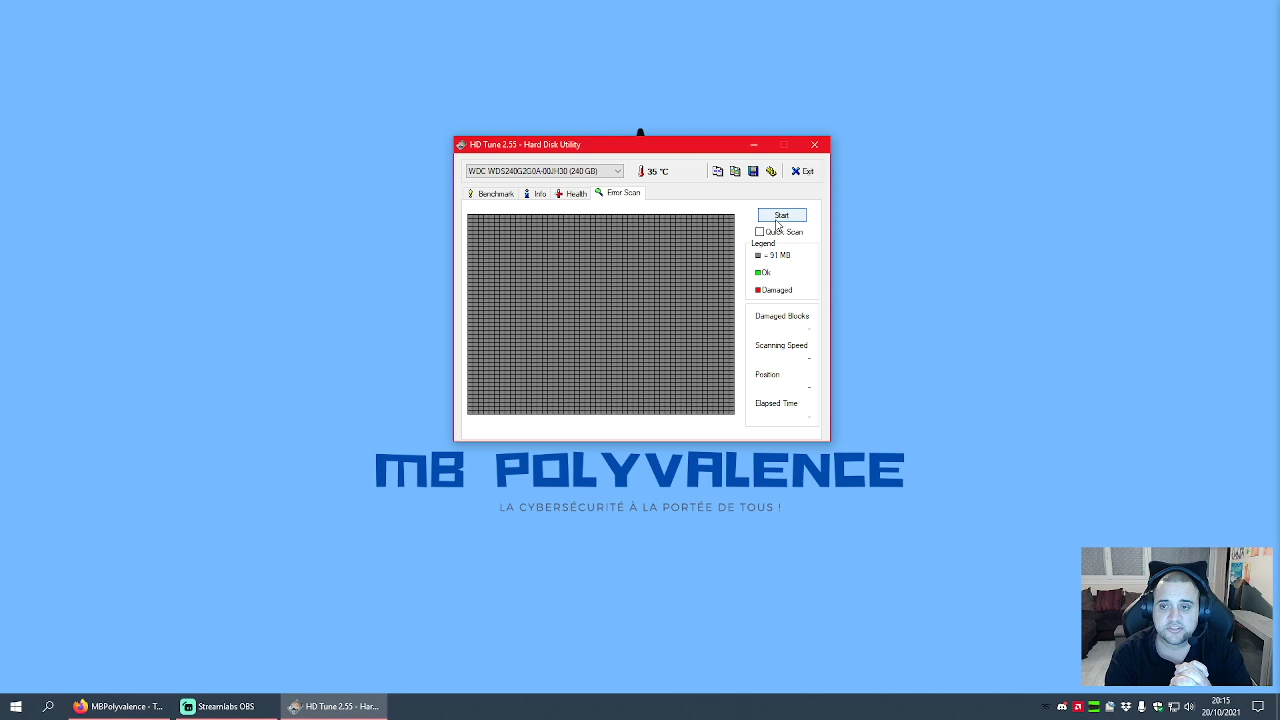 HD Tune 2.55 - Hard Disk Utility
WDC WDS240G2G0A-00JH30 (240 GB)
35 °C
Exit
Benchmark
Info
Health
Error Scan
Start
Quick Scan
Legend
= 91 MB
Ok
Damaged
Damaged Blocks
-
Scanning Speed
-
Position
-
Elapsed Time
-
MB POLYVALENCE
LA CYBERSÉCURITÉ À LA PORTÉE DE TOUS !
MBPolyvalence - T...
Streamlabs OBS
HD Tune 2.55 - Har...
20:15
20/10/2021